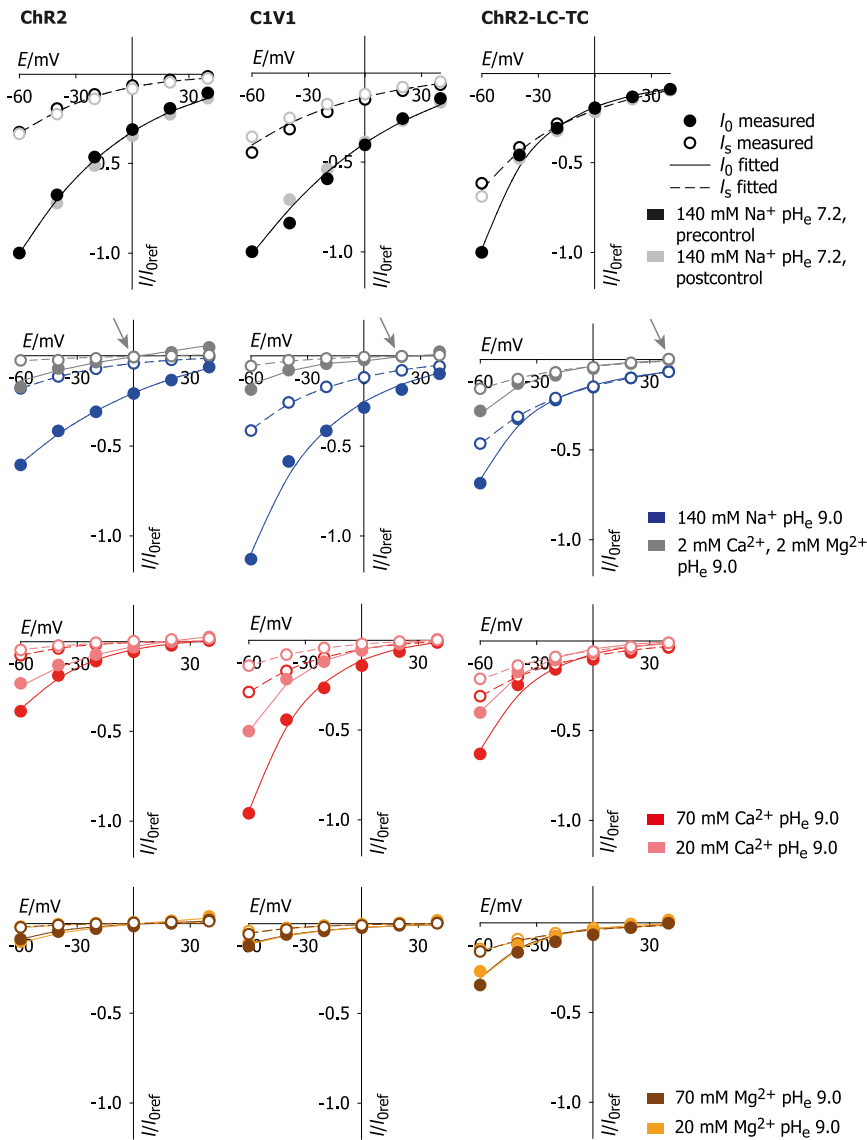 ChR2 C1V1 ChR2-LC-TC
E/mV E/mV E/mV
-60 -30 30 -60 -30 30 -60 -30 30
-0.5 -0.5 -0.5
-1.0 -1.0 -1.0
I/I0ref I/I0ref I/I0ref
I0 measured
Is measured
I0 fitted
Is fitted
140 mM Na+ pHe 7.2,
precontrol
140 mM Na+ pHe 7.2,
postcontrol
E/mV E/mV E/mV
-60 -30 30 -60 -30 30 -60 -30 30
-0.5 -0.5 -0.5
-1.0 -1.0 -1.0
I/I0ref I/I0ref I/I0ref
140 mM Na+ pHe 9.0
2 mM Ca2+, 2 mM Mg2+
pHe 9.0
E/mV E/mV E/mV
-60 -30 30 -60 -30 30 -60 -30 30
-0.5 -0.5 -0.5
-1.0 -1.0 -1.0
I/I0ref I/I0ref I/I0ref
70 mM Ca2+ pHe 9.0
20 mM Ca2+ pHe 9.0
E/mV E/mV E/mV
-60 -30 30 -60 -30 30 -60 -30 30
-0.5 -0.5 -0.5
-1.0 -1.0 -1.0
I/I0ref I/I0ref I/I0ref
70 mM Mg2+ pHe 9.0
20 mM Mg2+ pHe 9.0